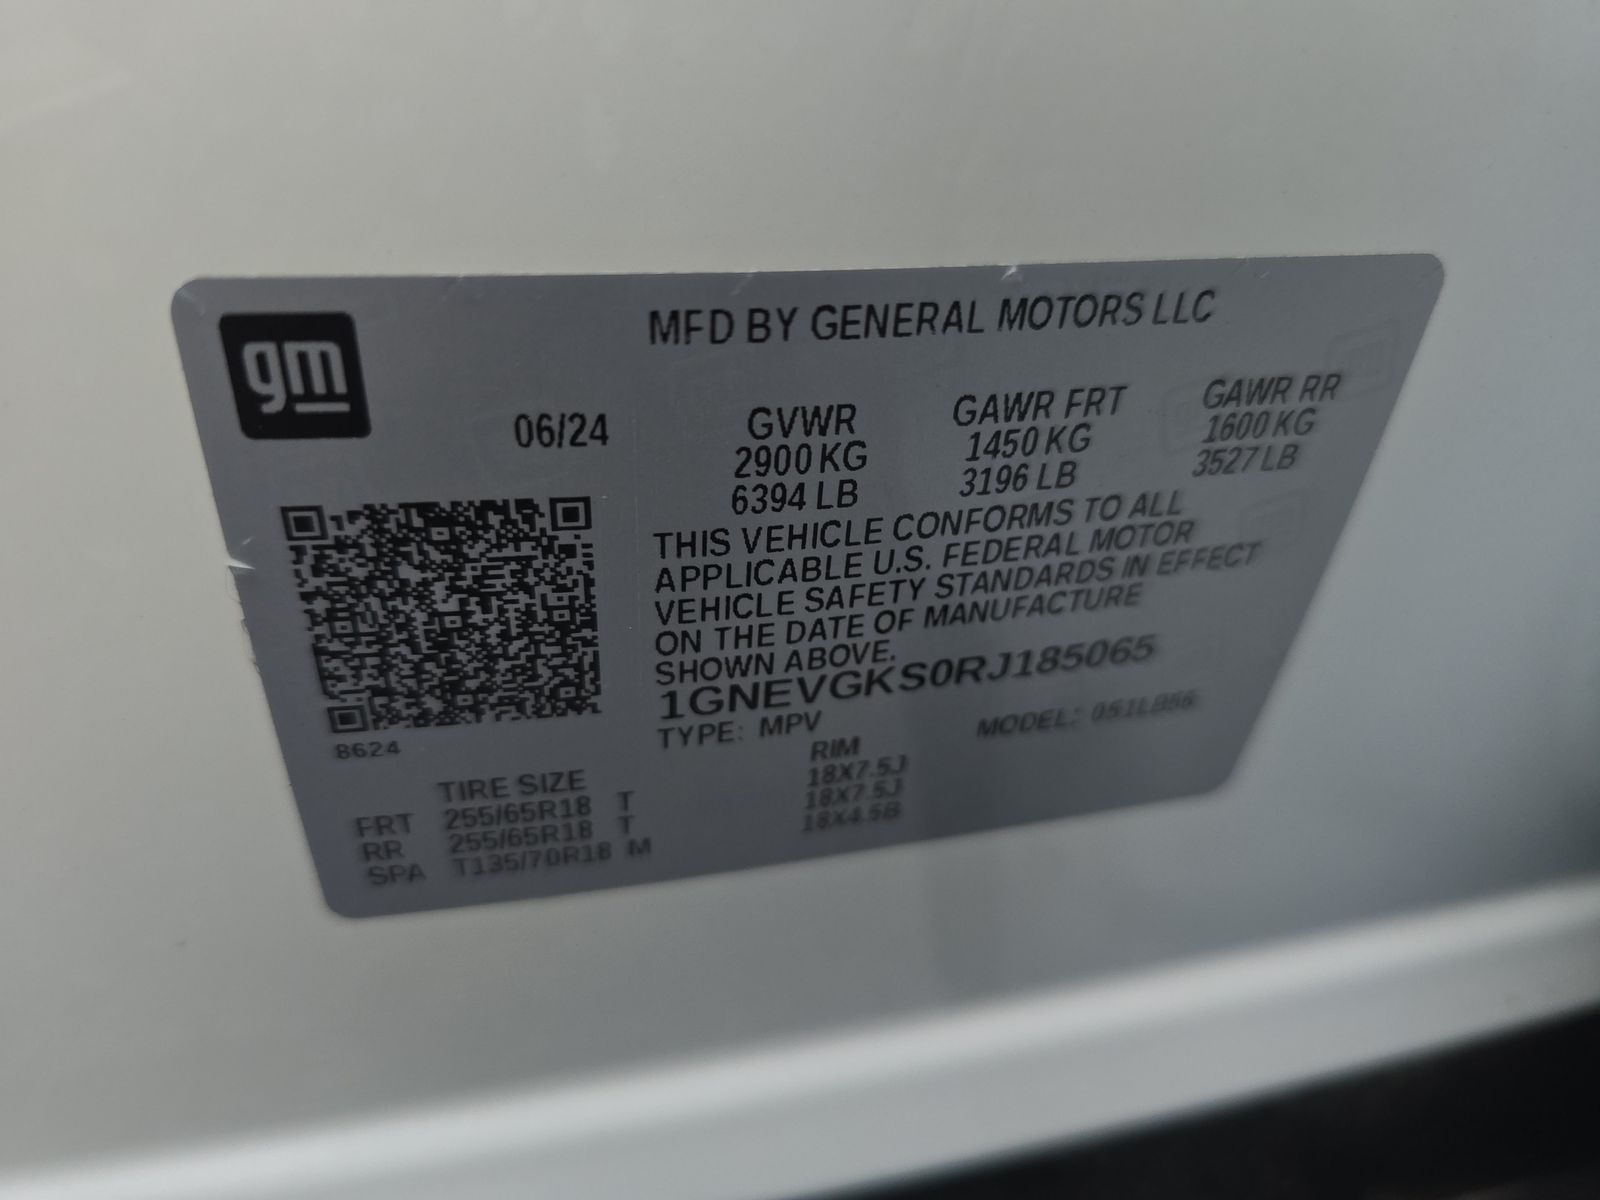 gm
MFD BY GENERAL MOTORS LLC
06/24
GVWR GAWR FRT GAWR RR
2900 KG 1450 KG 1600 KG
6394 LB 3196 LB 3527 LB
THIS VEHICLE CONFORMS TO ALL
APPLICABLE U.S. FEDERAL MOTOR
VEHICLE SAFETY STANDARDS IN EFFECT
ON THE DATE OF MANUFACTURE
SHOWN ABOVE.
1GNEVGKS0RJ185065
TYPE: MPV MODEL:
8624
TIRE SIZE RIM
FRT 255/65R18 T 18X7.5J
RR 255/65R18 T 18X7.5J
SPA T135/70R18 M 18X4.5B